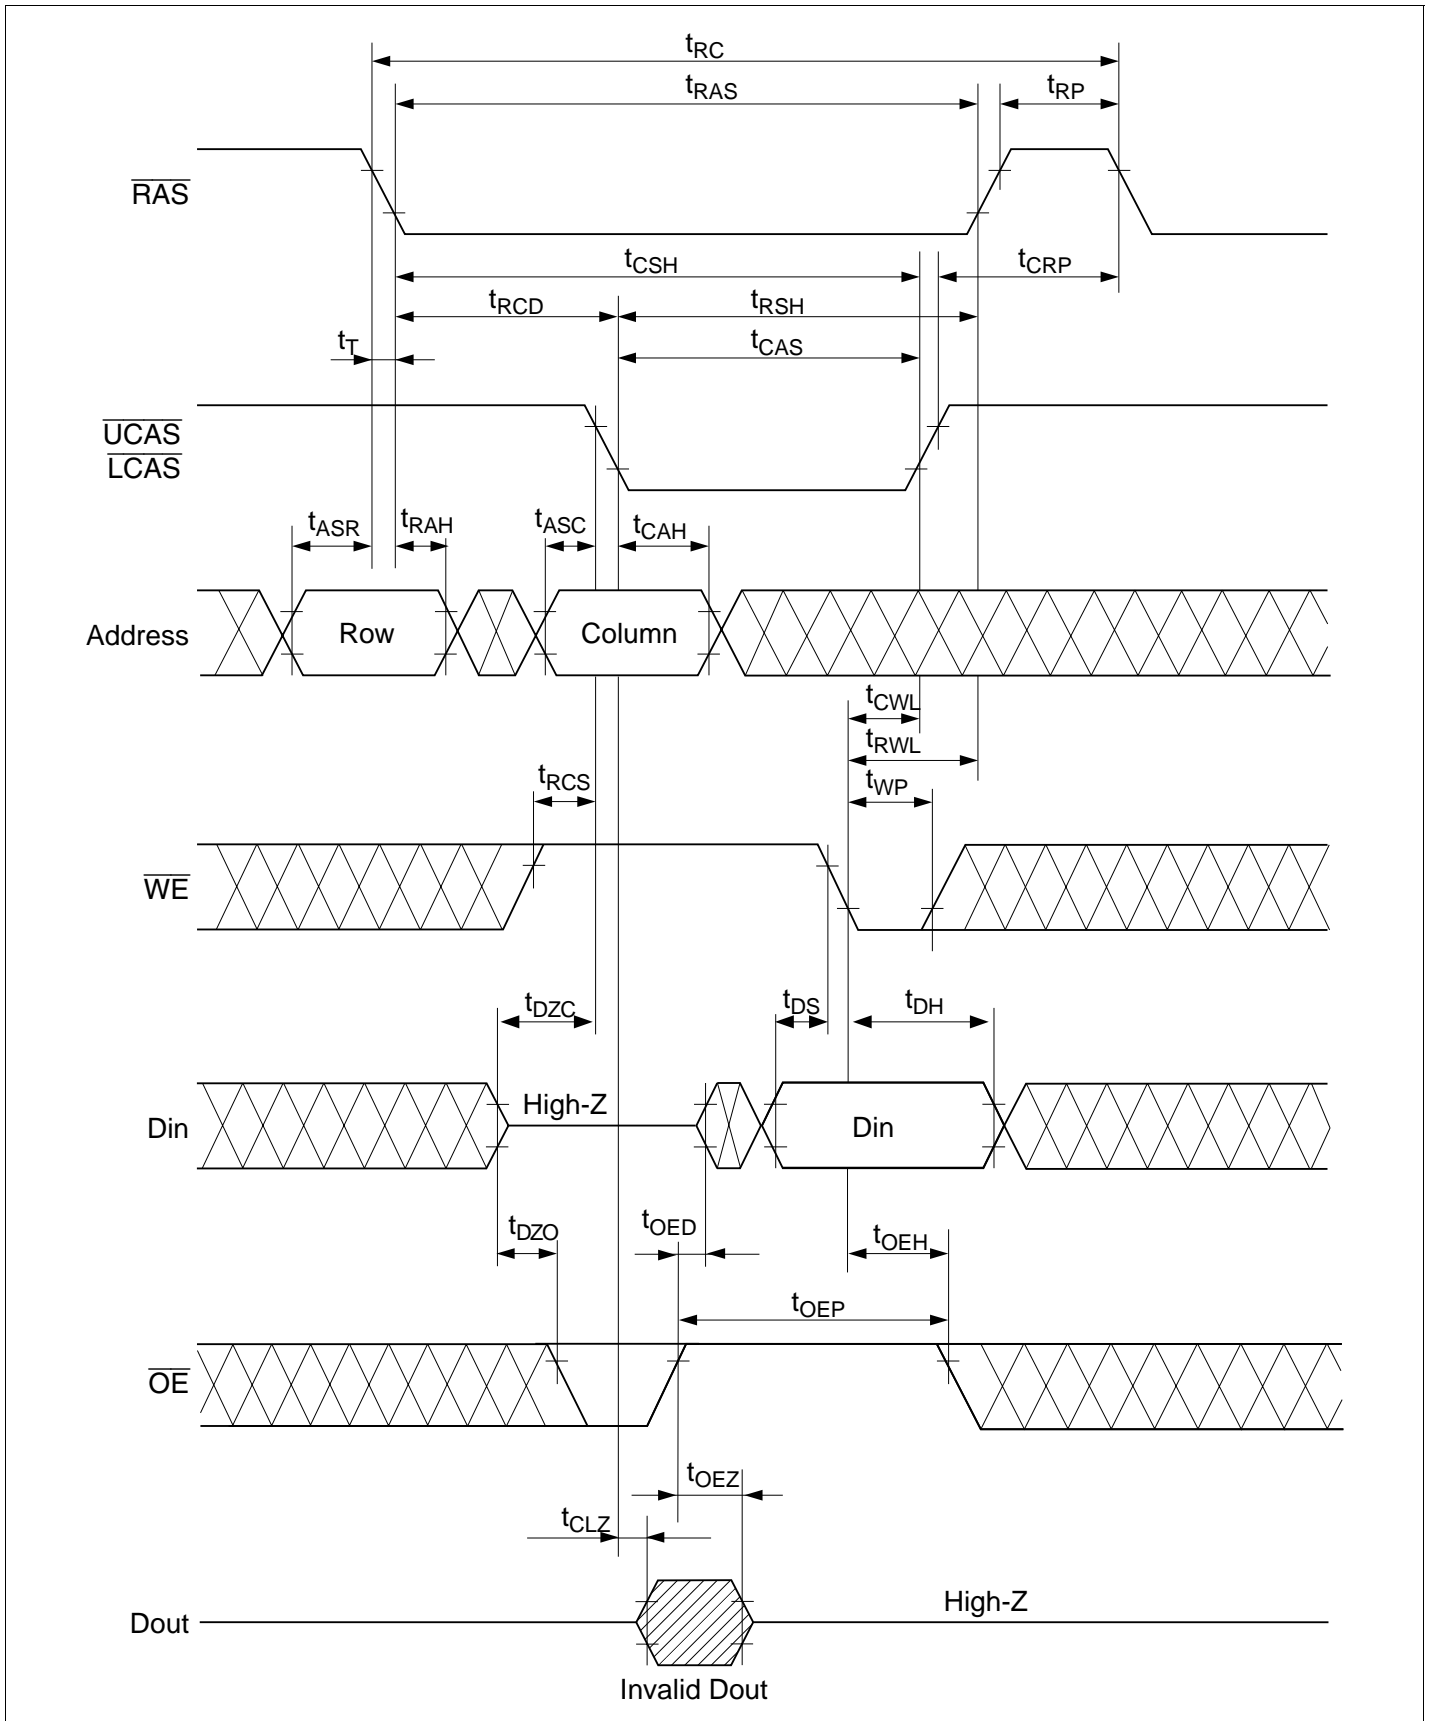 tRC
tRAS
tRP
RAS
tCSH
tCRP
tRCD
tRSH
tT
tCAS
UCAS
LCAS
tASR
tRAH
tASC
tCAH
Address
Row
Column
tCWL
tRWL
tRCS
tWP
WE
tDZC
tDS
tDH
High-Z
Din
Din
tDZO
tOED
tOEH
tOEP
OE
tOEZ
tCLZ
High-Z
Dout
Invalid Dout